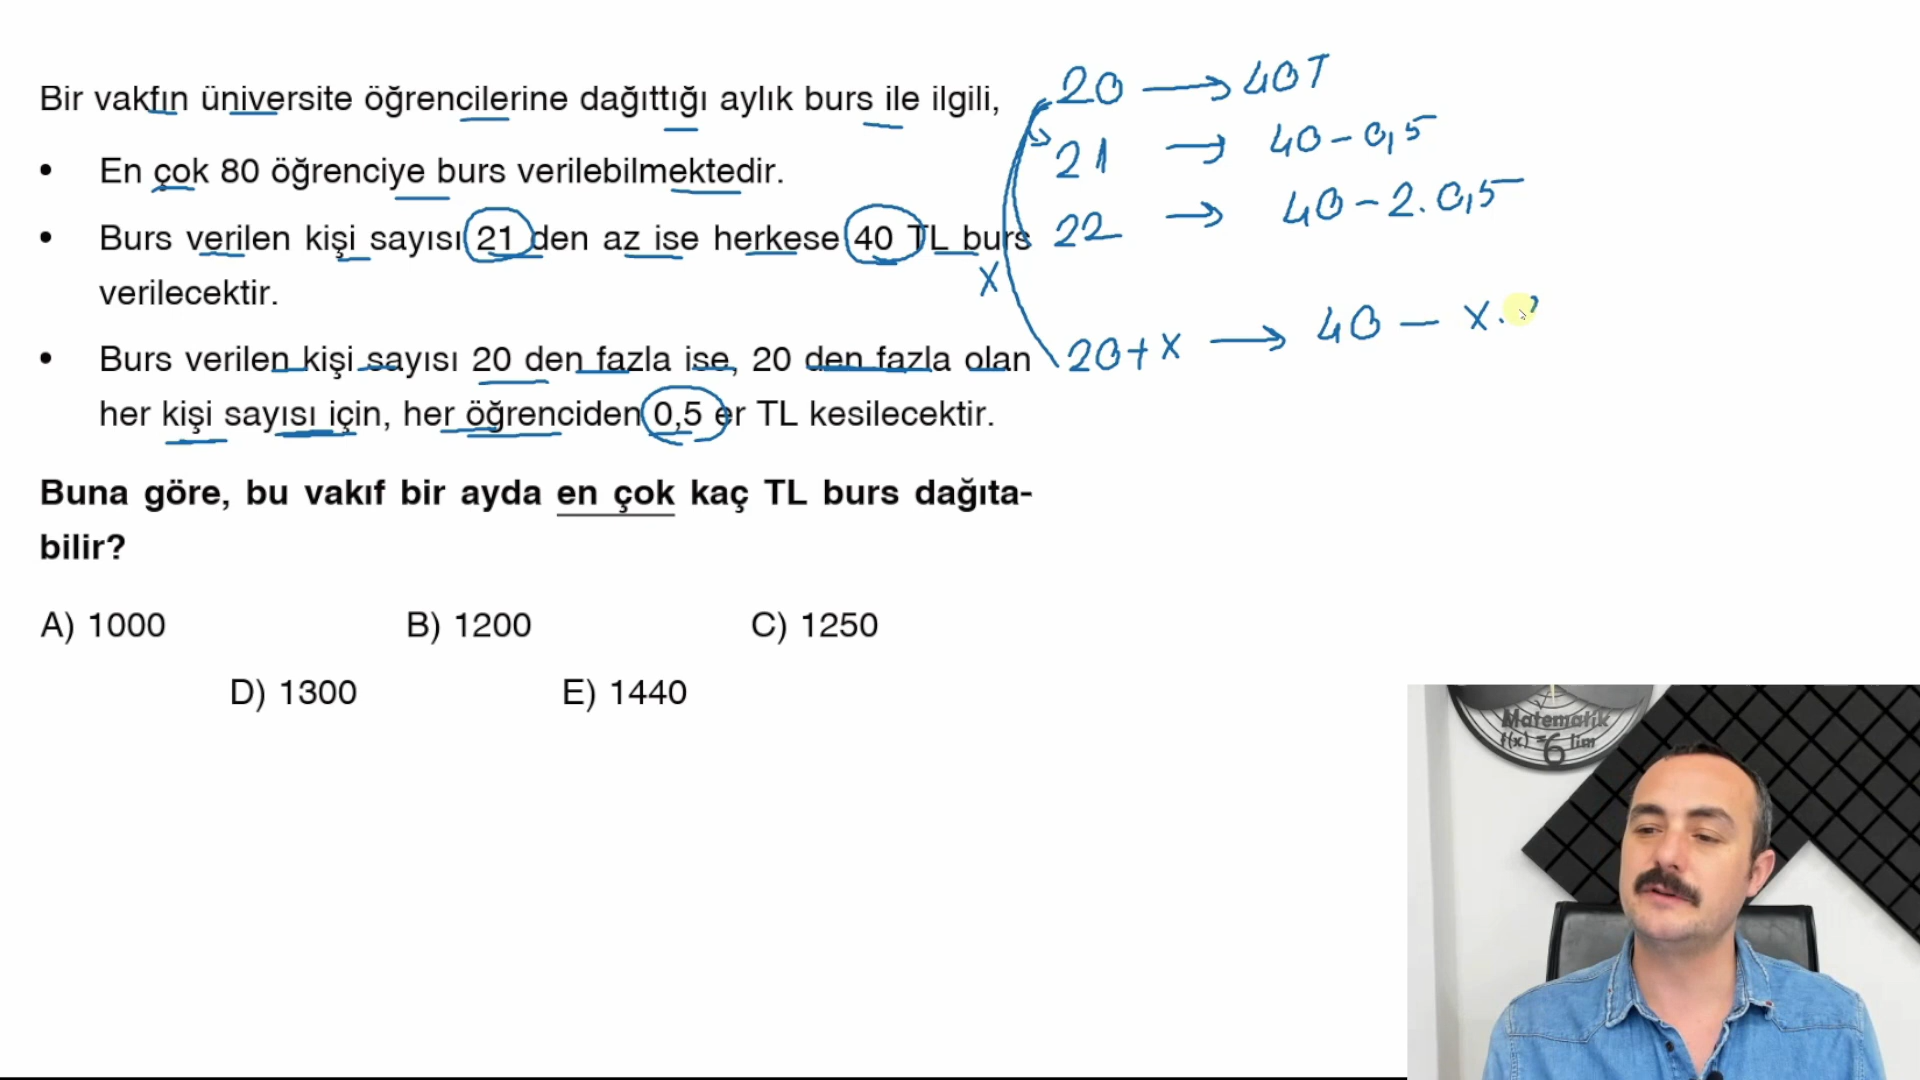 Bir vakfın üniversite öğrencilerine dağıttığı aylık burs ile ilgili,
• En çok 80 öğrenciye burs verilebilmektedir.
• Burs verilen kişi sayısı 21 den az ise herkese 40 TL burs
verilecektir.
• Burs verilen kişi sayısı 20 den fazla ise, 20 den fazla olan
her kişi sayısı için, her öğrenciden 0,5 er TL kesilecektir.
Buna göre, bu vakıf bir ayda en çok kaç TL burs dağıta-
bilir?
A) 1000 B) 1200 C) 1250
D) 1300 E) 1440
20 → 40T
21 → 40-0,5
22 → 40-2.0,5
x
20+x → 40 - x.
Matematik
f(x) = 6 lim